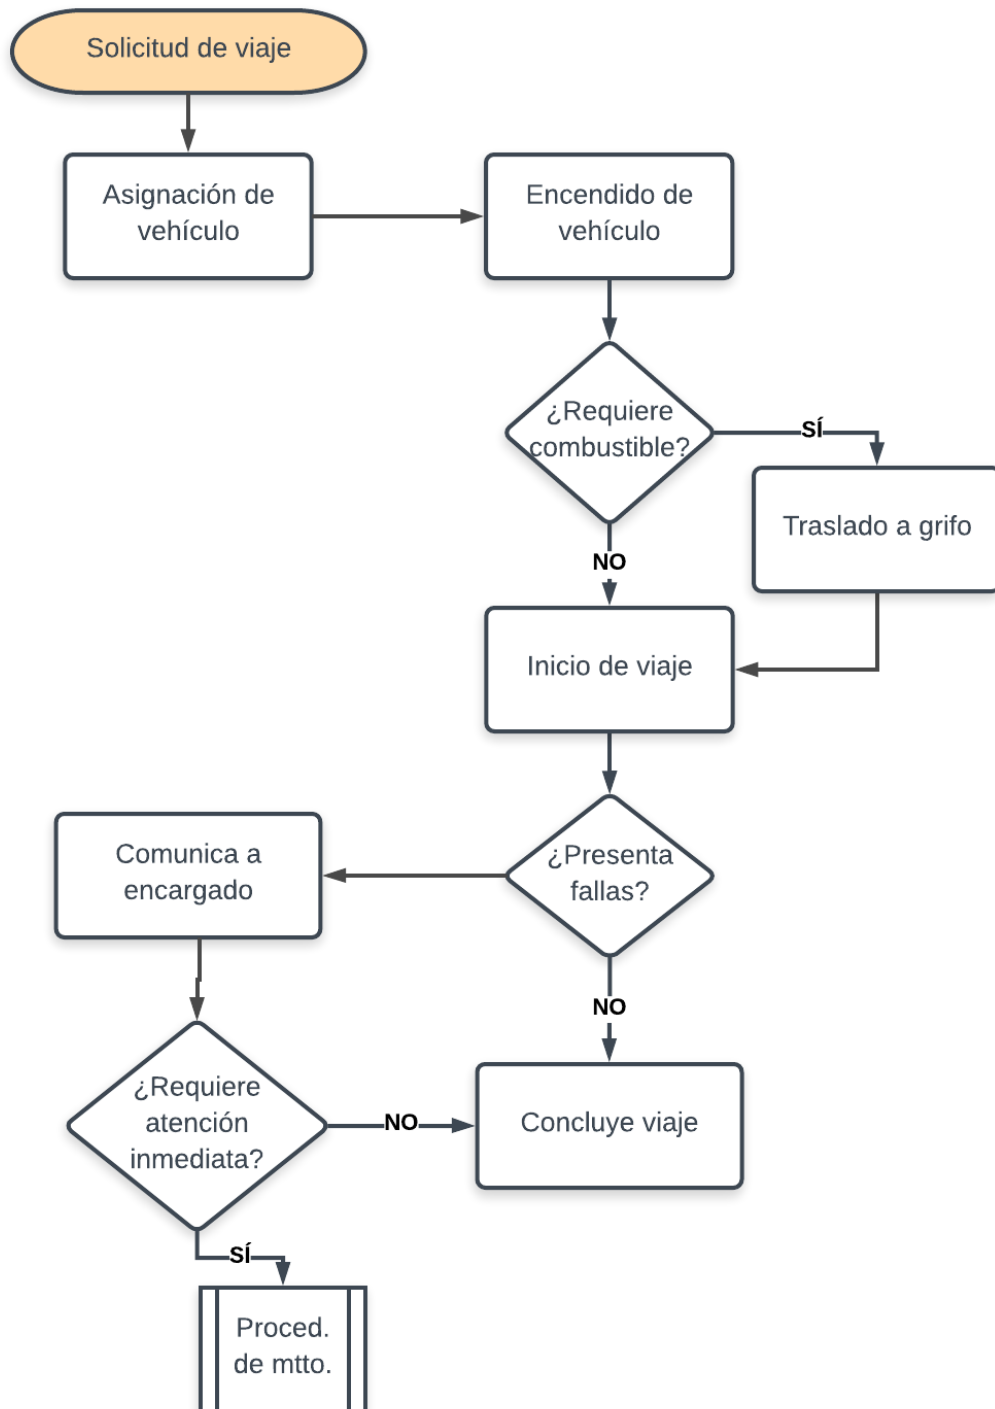 Solicitud de viaje
Asignación de
vehículo
Encendido de
vehículo
¿Requiere
combustible?
SÍ
Traslado a grifo
NO
Inicio de viaje
¿Presenta
fallas?
Comunica a
encargado
NO
¿Requiere
atención
inmediata?
NO
Concluye viaje
SÍ
Proced.
de mtto.